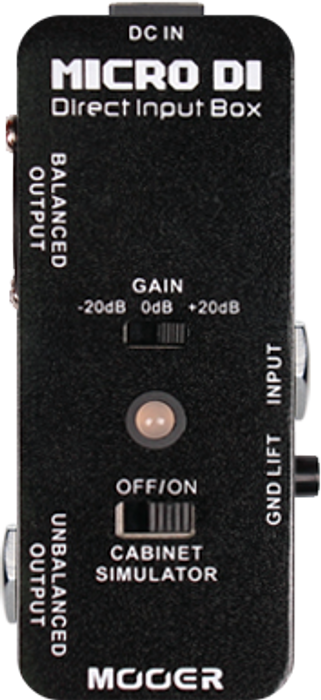 DC IN
MICRO DI
Direct Input Box
BALANCED
OUTPUT
GAIN
-20dB 0dB +20dB
INPUT
GND LIFT
OFF/ON
CABINET
SIMULATOR
UNBALANCED
OUTPUT
MOOER